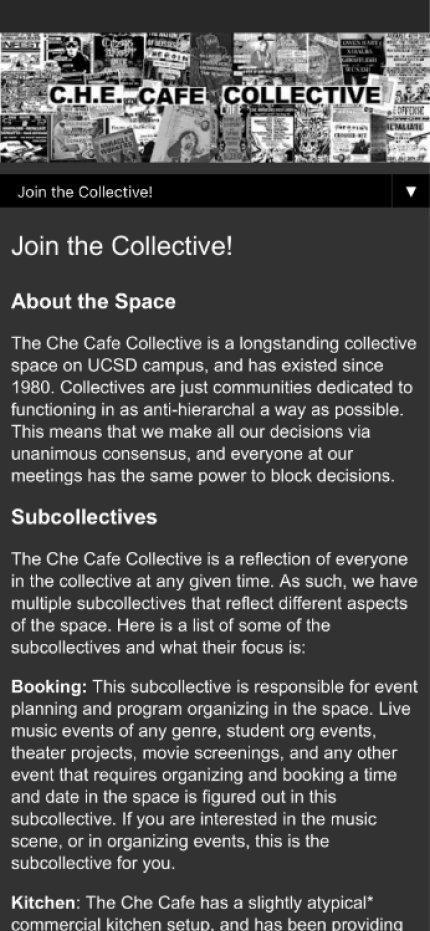 C.H.E. CAFE COLLECTIVE
Join the Collective! ▼
Join the Collective!
About the Space
The Che Cafe Collective is a longstanding collective
space on UCSD campus, and has existed since
1980. Collectives are just communities dedicated to
functioning in as anti-hierarchal a way as possible.
This means that we make all our decisions via
unanimous consensus, and everyone at our
meetings has the same power to block decisions.
Subcollectives
The Che Cafe Collective is a reflection of everyone
in the collective at any given time. As such, we have
multiple subcollectives that reflect different aspects
of the space. Here is a list of some of the
subcollectives and what their focus is:
Booking: This subcollective is responsible for event
planning and program organizing in the space. Live
music events of any genre, student org events,
theater projects, movie screenings, and any other
event that requires organizing and booking a time
and date in the space is figured out in this
subcollective. If you are interested in the music
scene, or in organizing events, this is the
subcollective for you.
Kitchen: The Che Cafe has a slightly atypical*
commercial kitchen setup, and has been providing